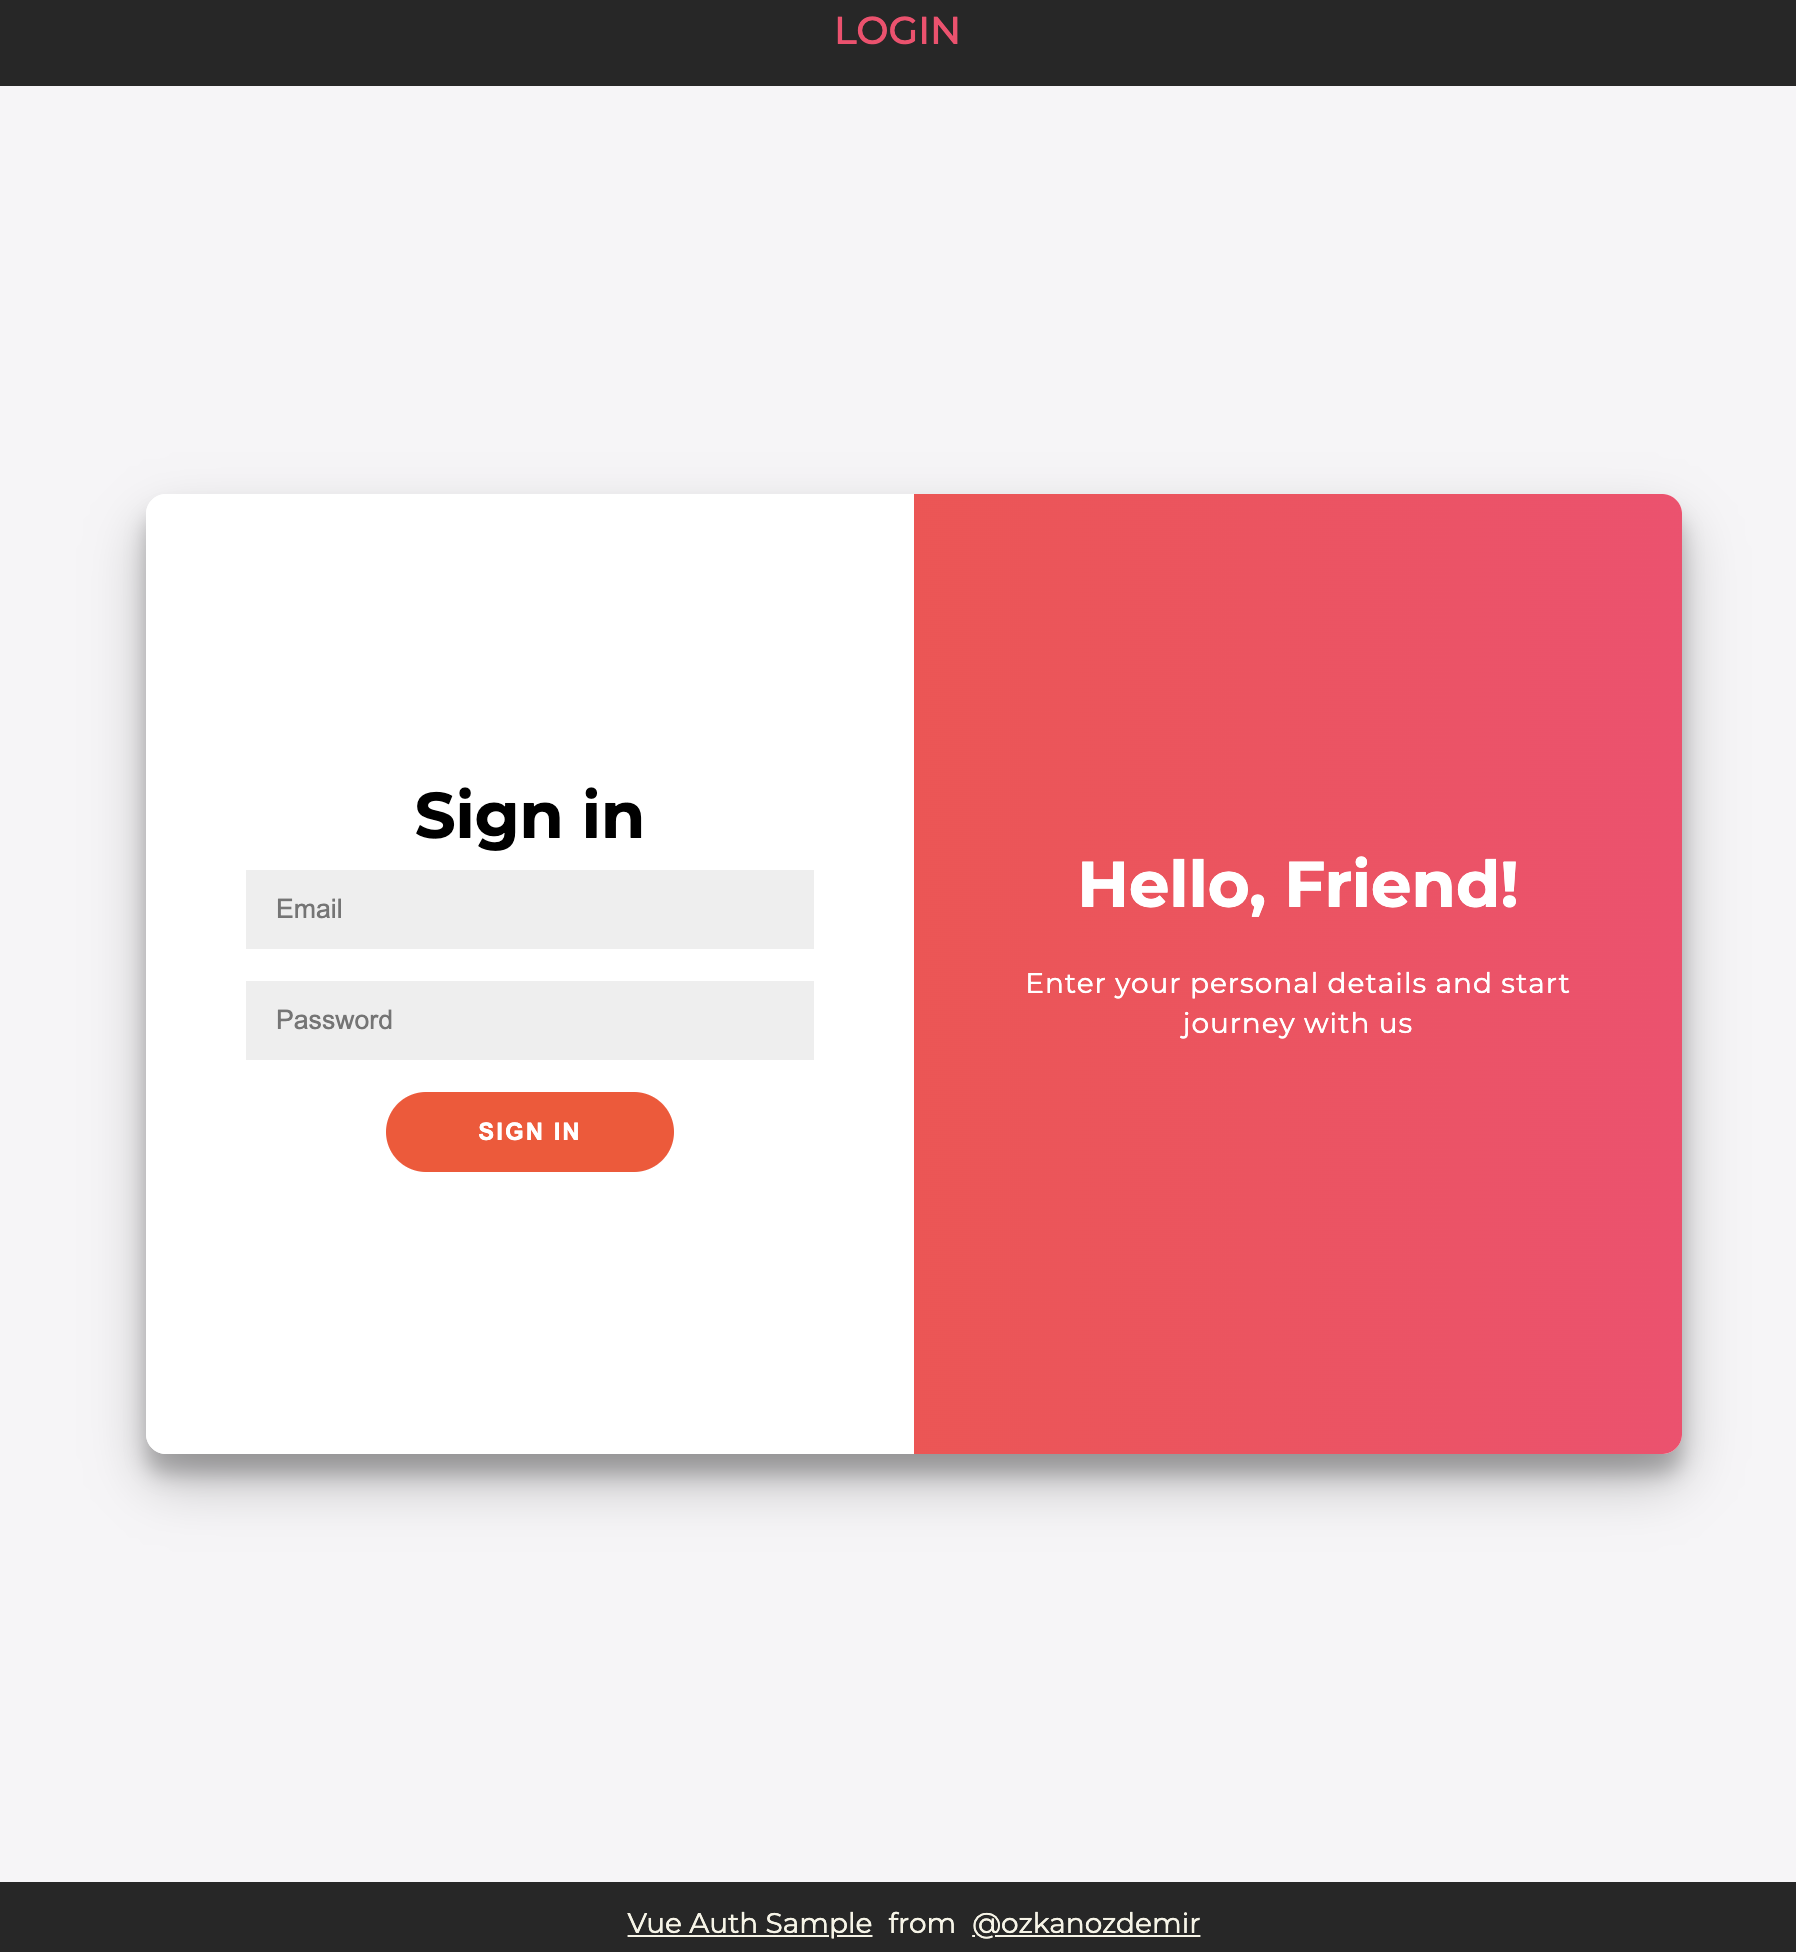 LOGIN
Sign in
Email
Password
SIGN IN
Hello, Friend!
Enter your personal details and start
journey with us
Vue Auth Sample from @ozkanozdemir